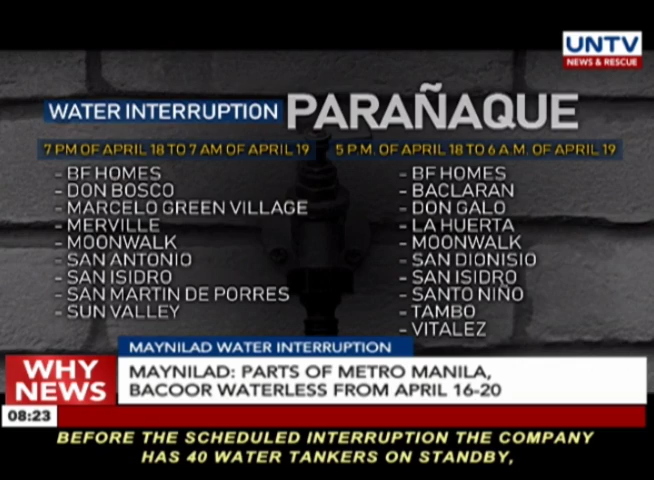 UNTV
NEWS & RESCUE
WATER INTERRUPTION PARAÑAQUE
7 PM OF APRIL 18 TO 7 AM OF APRIL 19
- BF HOMES
- DON BOSCO
- MARCELO GREEN VILLAGE
- MERVILLE
- MOONWALK
- SAN ANTONIO
- SAN ISIDRO
- SAN MARTIN DE PORRES
- SUN VALLEY
5 P.M. OF APRIL 18 TO 6 A.M. OF APRIL 19
- BF HOMES
- BACLARAN
- DON GALO
- LA HUERTA
- MOONWALK
- SAN DIONISIO
- SAN ISIDRO
- SANTO NIÑO
- TAMBO
- VITALEZ
MAYNILAD WATER INTERRUPTION
WHY
NEWS
MAYNILAD: PARTS OF METRO MANILA,
BACOOR WATERLESS FROM APRIL 16-20
08:23
BEFORE THE SCHEDULED INTERRUPTION THE COMPANY
HAS 40 WATER TANKERS ON STANDBY,